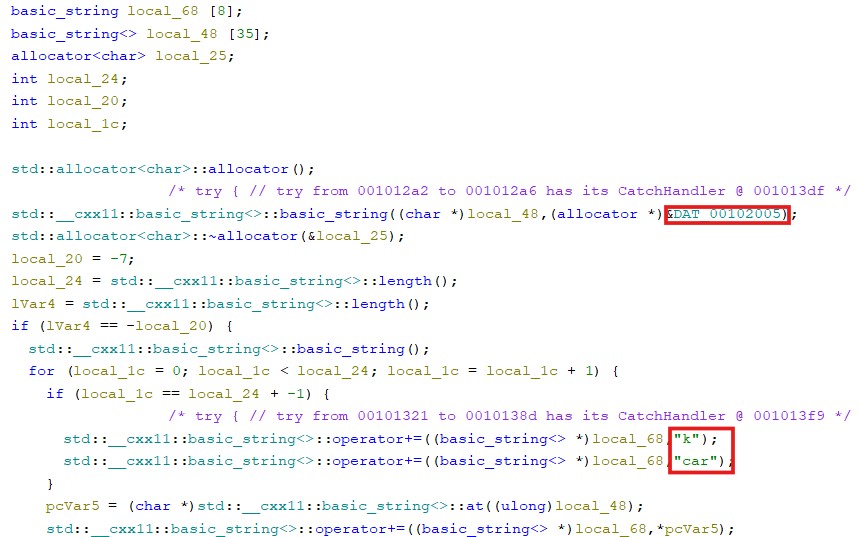 basic_string local_68 [8];
basic_string<> local_48 [35];
allocator<char> local_25;
int local_24;
int local_20;
int local_1c;
std::allocator<char>::allocator();
/* try { // try from 001012a2 to 001012a6 has its CatchHandler @ 001013df */
std::__cxx11::basic_string<>::basic_string((char *)local_48,(allocator *)&DAT_00102005);
std::allocator<char>::~allocator(&local_25);
local_20 = -7;
local_24 = std::__cxx11::basic_string<>::length();
lVar4 = std::__cxx11::basic_string<>::length();
if (lVar4 == -local_20) {
std::__cxx11::basic_string<>::basic_string();
for (local_1c = 0; local_1c < local_24; local_1c = local_1c + 1) {
if (local_1c == local_24 + -1) {
/* try { // try from 00101321 to 0010138d has its CatchHandler @ 001013f9 */
std::__cxx11::basic_string<>::operator+=((basic_string<> *)local_68,"k");
std::__cxx11::basic_string<>::operator+=((basic_string<> *)local_68,"car");
}
pcVar5 = (char *)std::__cxx11::basic_string<>::at((ulong)local_48);
std::__cxx11::basic_string<>::operator+=((basic_string<> *)local_68,*pcVar5);